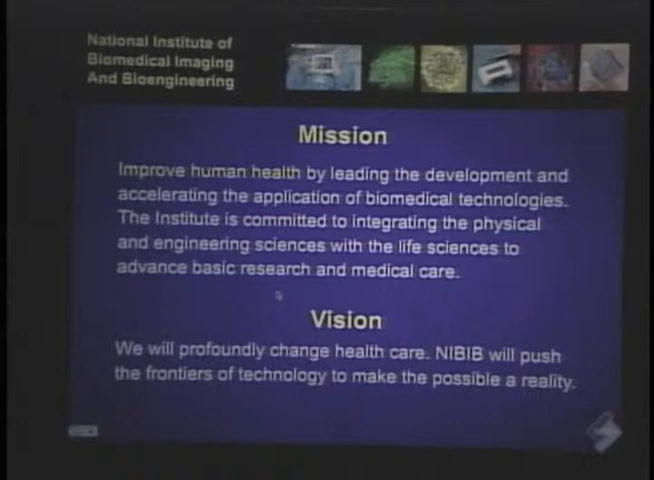 National Institute of
Biomedical Imaging
And Bioengineering
Mission
Improve human health by leading the development and
accelerating the application of biomedical technologies.
The Institute is committed to integrating the physical
and engineering sciences with the life sciences to
advance basic research and medical care.
Vision
We will profoundly change health care. NIBIB will push
the frontiers of technology to make the possible a reality.